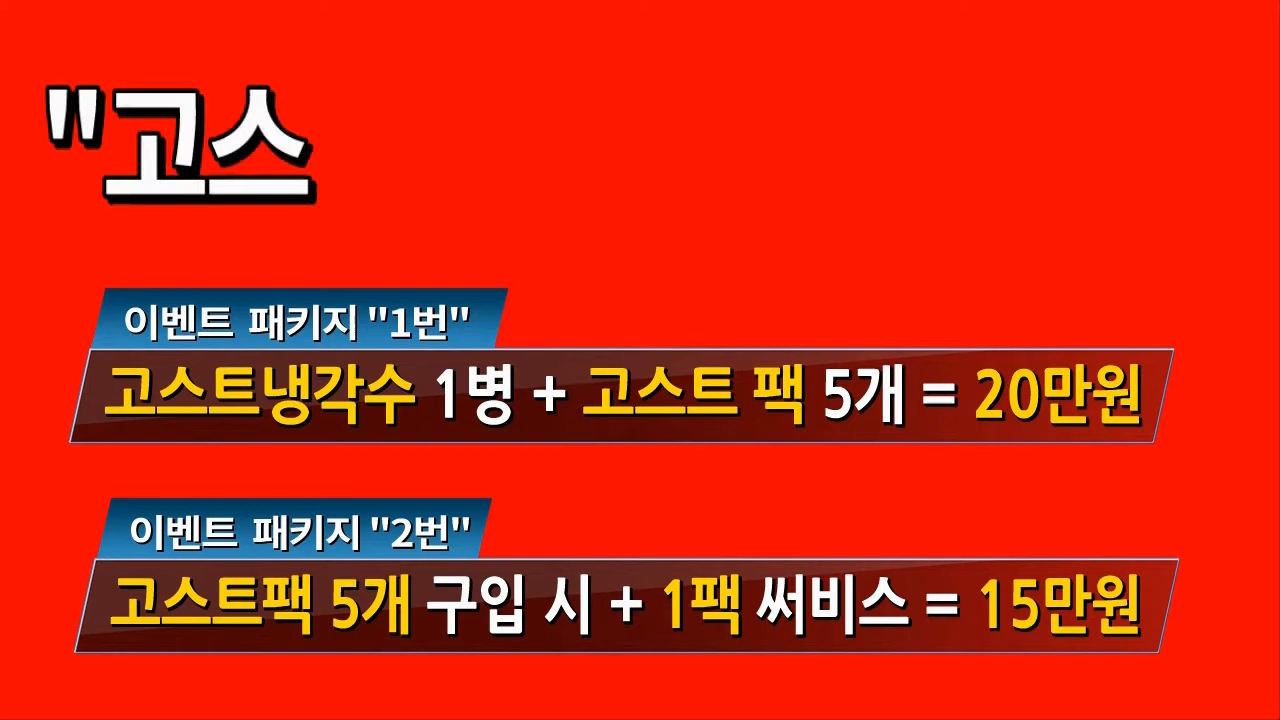 "고스
이벤트 패키지 "1번"
고스트냉각수 1병 + 고스트 팩 5개 = 20만원
이벤트 패키지 "2번"
고스트팩 5개 구입 시 + 1팩 써비스 = 15만원